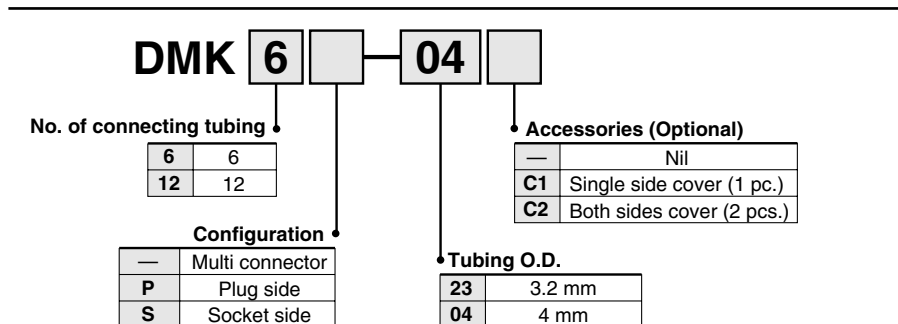 DMK 6 — 04
No. of connecting tubing
6 6
12 12
Accessories (Optional)
— Nil
C1 Single side cover (1 pc.)
C2 Both sides cover (2 pcs.)
Configuration
— Multi connector
P Plug side
S Socket side
Tubing O.D.
23 3.2 mm
04 4 mm